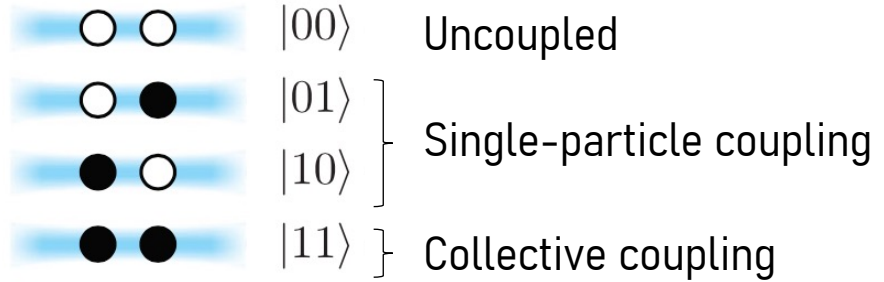 |00⟩ Uncoupled
|01⟩
Single-particle coupling
|10⟩
|11⟩ Collective coupling